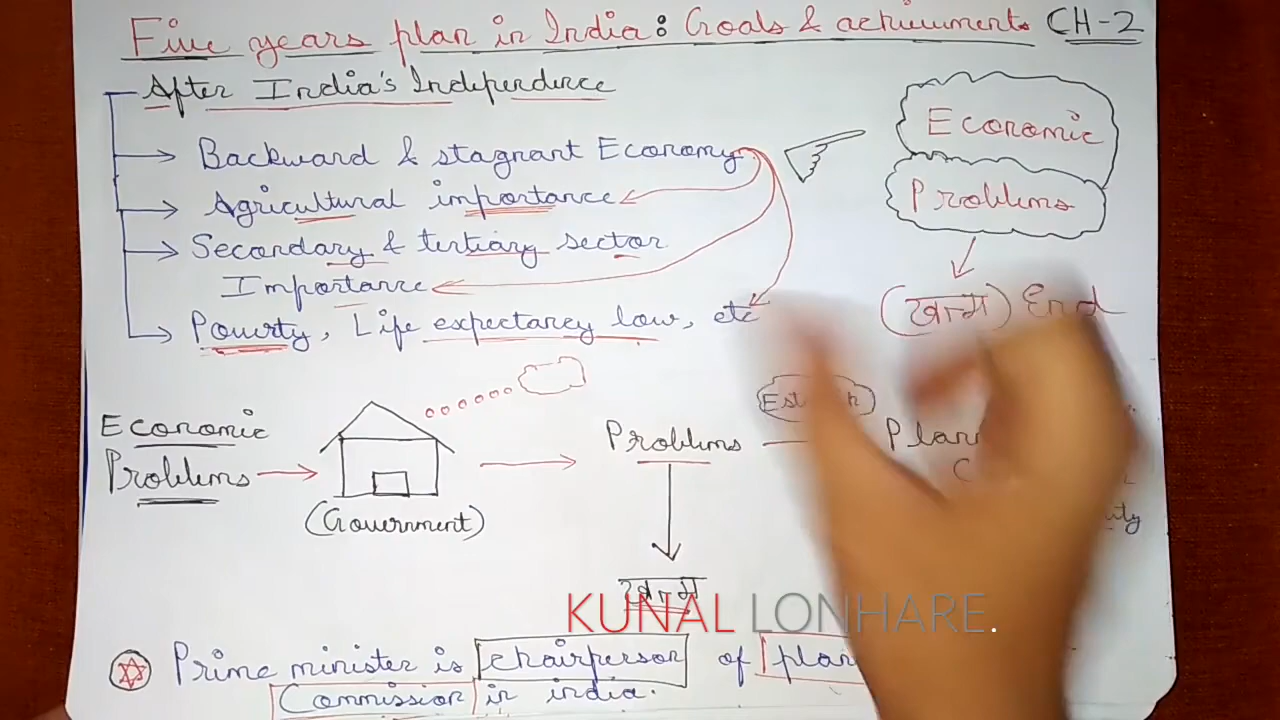 Five years plan in India: Goals & achievements CH-2
After India's Independence
Backward & stagnant Economy
Agricultural importance
Secondary & tertiary sector
Importance
Poverty, Life expectancy low, etc
Economic
Problems
(खत्म) End
Economic
Problems
(Government)
Problems
खत्म
KUNAL LONHARE.
Prime minister is chairperson of
Commission in india.